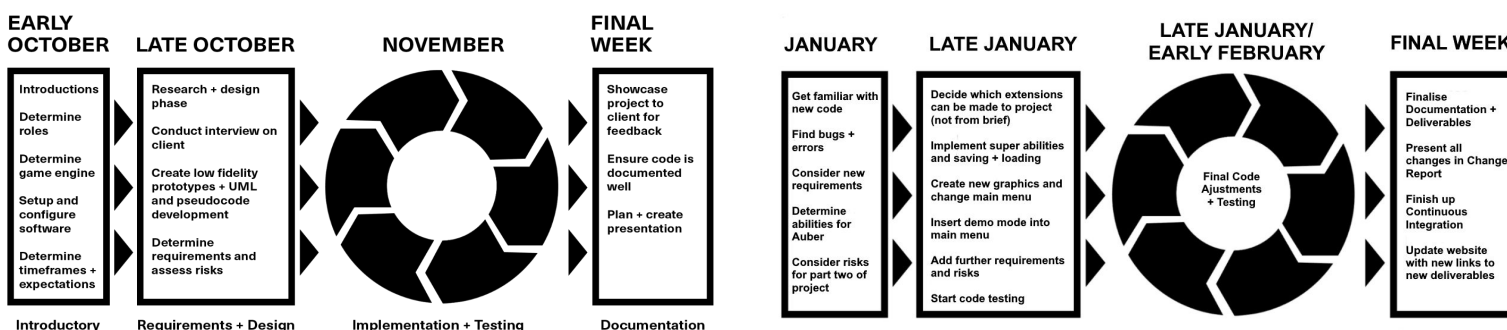 EARLY
OCTOBER
Introductions
Determine
roles
Determine
game engine
Setup and
configure
software
Determine
timeframes +
expectations
Introductory
LATE OCTOBER
Research + design
phase
Conduct interview on
client
Create low fidelity
prototypes + UML
and pseudocode
development
Determine
requirements and
assess risks
Requirements + Design
NOVEMBER
Implementation + Testing
FINAL
WEEK
Showcase
project to
client for
feedback
Ensure code is
documented
well
Plan + create
presentation
Documentation
JANUARY
Get familiar with
new code
Find bugs +
errors
Consider new
requirements
Determine
abilities for
Auber
Consider risks
for part two of
project
LATE JANUARY
Decide which extensions
can be made to project
(not from brief)
Implement super abilities
and saving + loading
Create new graphics and
change main menu
Insert demo mode into
main menu
Add further requirements
and risks
Start code testing
LATE JANUARY/
EARLY FEBRUARY
Final Code
Ajustments
+ Testing
FINAL WEEK
Finalise
Documentation +
Deliverables
Present all
changes in Change
Report
Finish up
Continuous
Integration
Update website
with new links to
new deliverables